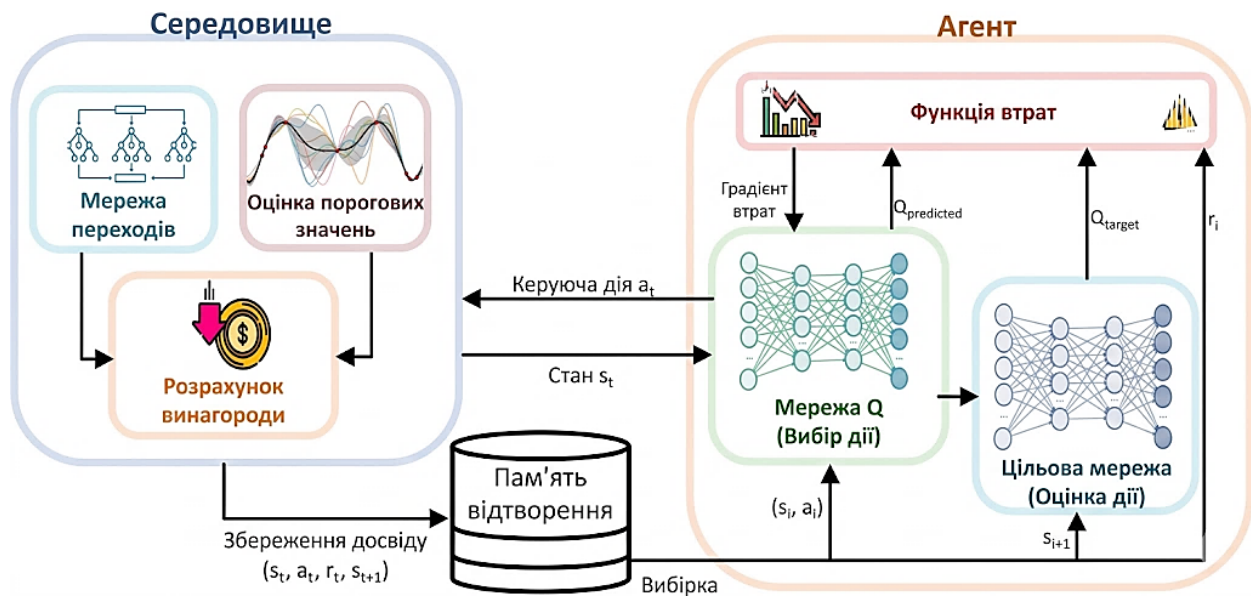 Середовище
Мережа
переходів
Оцінка порогових
значень
$
Розрахунок
винагороди
Керуюча дія aₜ
Стан sₜ
Збереження досвіду
(sₜ, aₜ, rₜ, sₜ₊₁)
Пам’ять
відтворення
Вибірка
Агент
Функція втрат
Градієнт
втрат
Q_predicted
Q_target
rᵢ
...
...
Мережа Q
(Вибір дії)
...
...
Цільова мережа
(Оцінка дії)
(sᵢ, aᵢ)
sᵢ₊₁